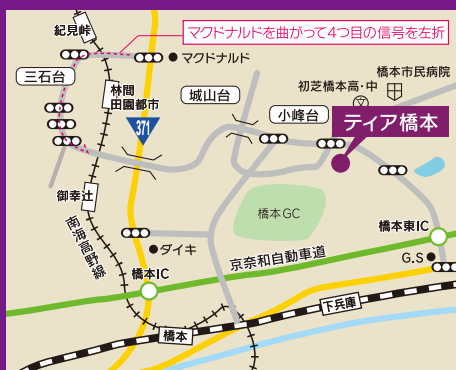 紀見峠
マクドナルドを曲がって4つ目の信号を左折
マクドナルド
三石台
林間
田園都市
城山台
橋本市民病院
初芝橋本高・中
文
小峰台
ティア橋本
371
御幸辻
南海高野線
橋本GC
橋本東IC
ダイキ
京奈和自動車道
G.S
橋本IC
下兵庫
橋本